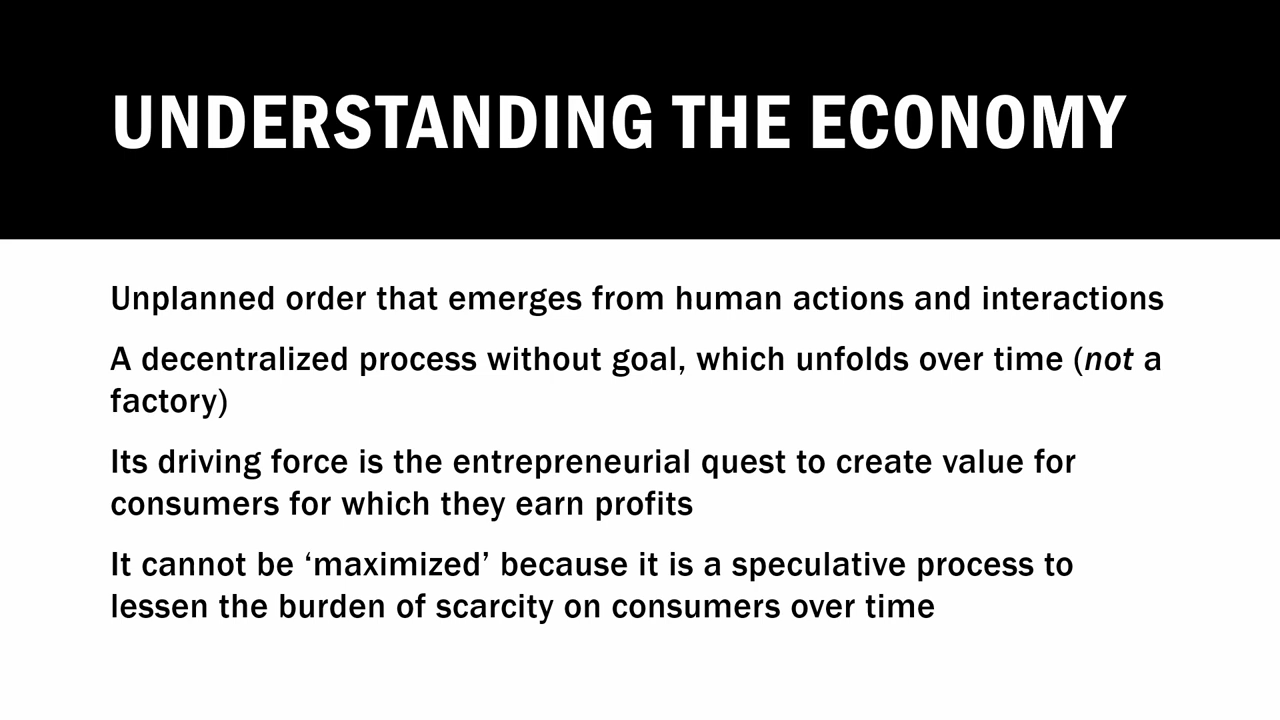 UNDERSTANDING THE ECONOMY
Unplanned order that emerges from human actions and interactions
A decentralized process without goal, which unfolds over time (not a
factory)
Its driving force is the entrepreneurial quest to create value for
consumers for which they earn profits
It cannot be ‘maximized’ because it is a speculative process to
lessen the burden of scarcity on consumers over time